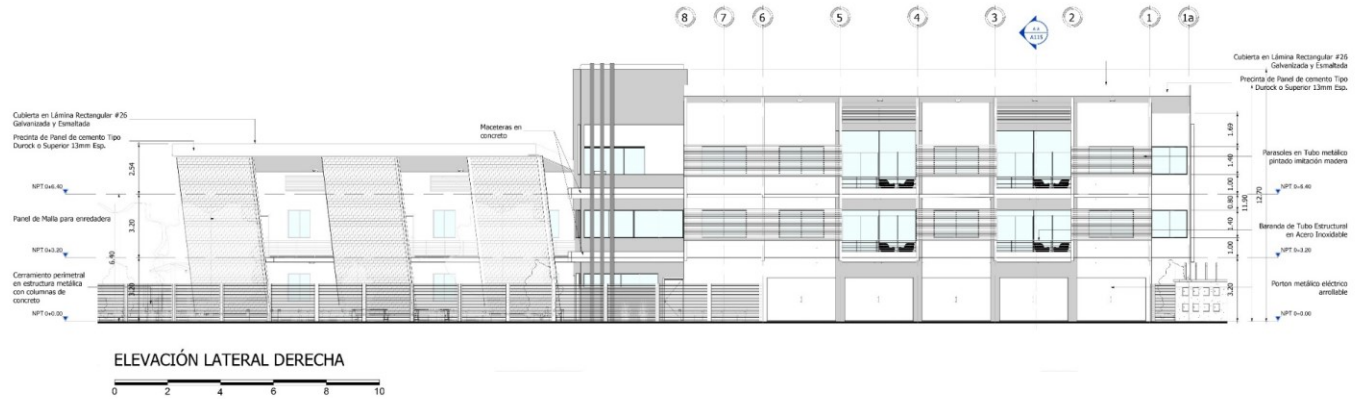 8 7 6 5 4 3 2 1 1a
A115
Cubierta en Lámina Rectangular #26
Galvanizada y Esmaltada
Precinta de Panel de cemento Tipo
Durock o Superior 13mm Esp.
NPT 0+6.40
Panel de Malla para enredadera
NPT 0+3.20
Cerramiento perimetral
en estructura metálica
con columnas de
concreto
NPT 0+0.00
2.54
3.20
6.40
3.20
Maceteras en
concreto
Cubierta en Lámina Rectangular #26
Galvanizada y Esmaltada
Precinta de Panel de cemento Tipo
Durock o Superior 13mm Esp.
1.69
1.40
1.00
0.80
1.40
1.00
3.20
11.90
12.70
Parasoles en Tubo metálico
pintado imitación madera
NPT 0+6.40
Baranda de Tubo Estructural
en Acero Inoxidable
NPT 0+3.20
Porton metálico eléctrico
arrollable
NPT 0+0.00
ELEVACIÓN LATERAL DERECHA
0 2 4 6 8 10